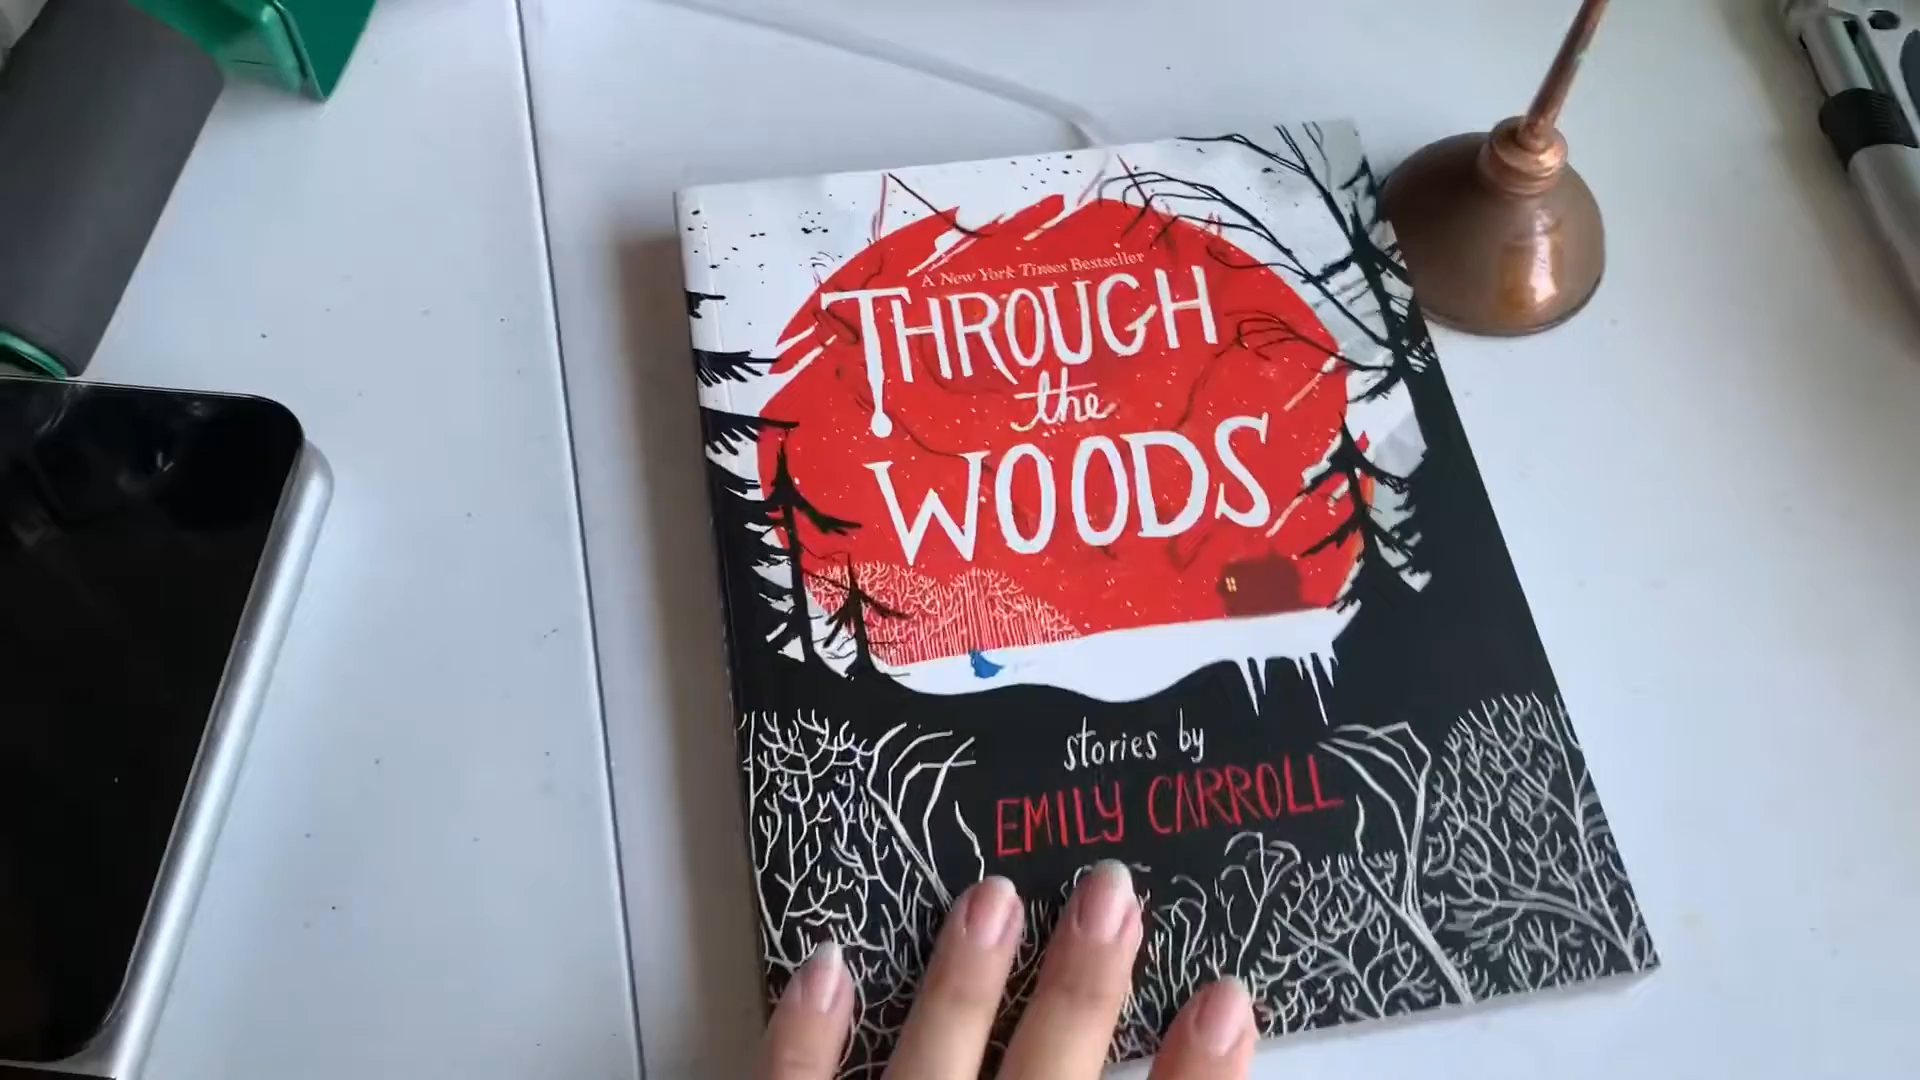 A New York Times Bestseller
THROUGH
the
WOODS
stories by
EMILY CARROLL